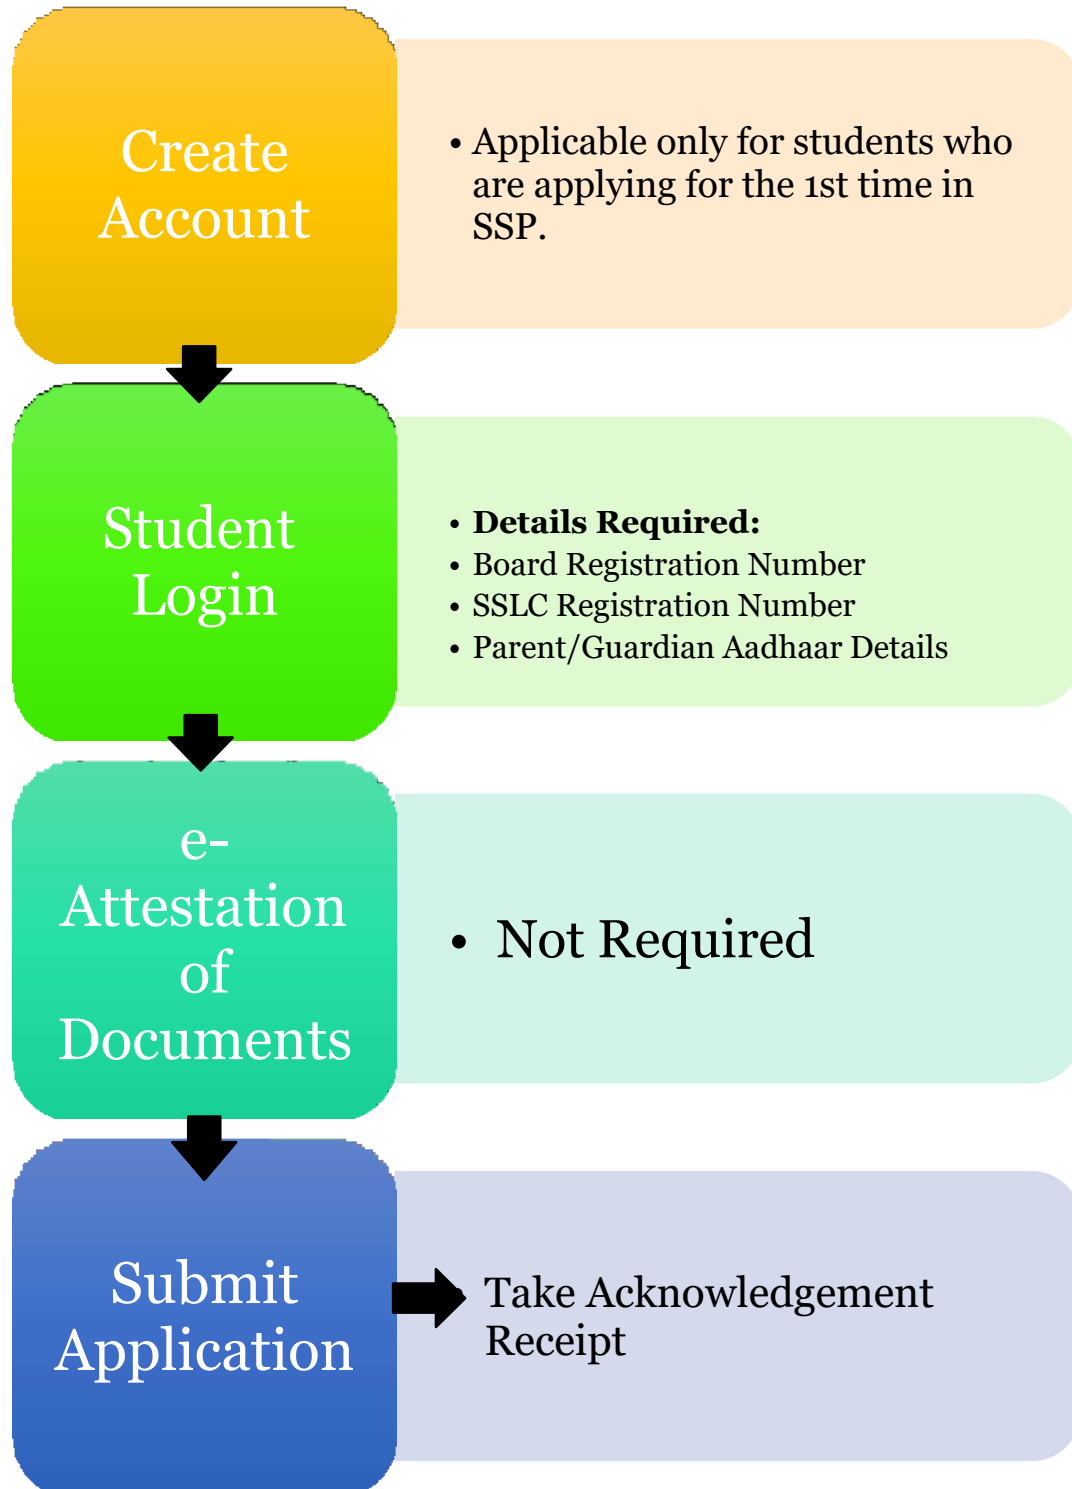 Create
Account
• Applicable only for students who
are applying for the 1st time in
SSP.
Student
Login
• Details Required:
• Board Registration Number
• SSLC Registration Number
• Parent/Guardian Aadhaar Details
e-
Attestation
of
Documents
• Not Required
Submit
Application
Take Acknowledgement
Receipt